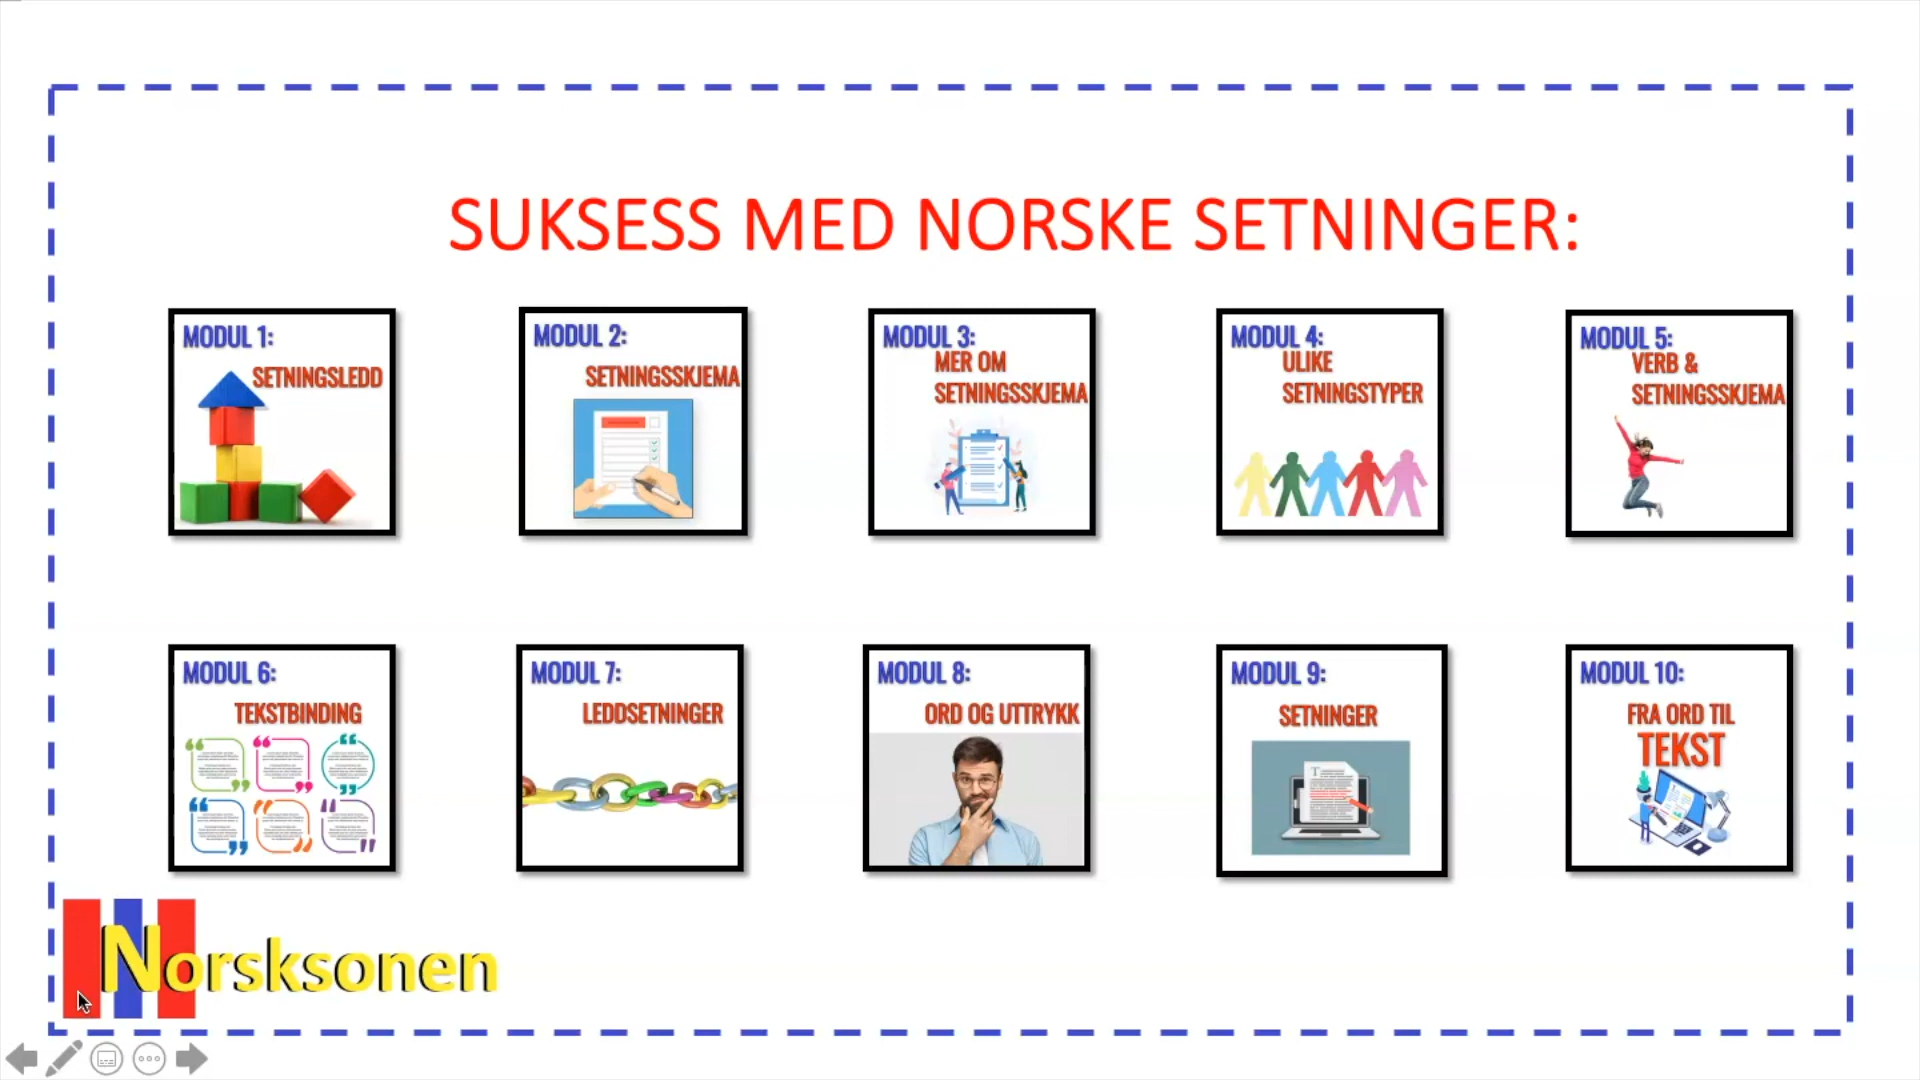 SUKSESS MED NORSKE SETNINGER:
MODUL 1:
SETNINGSLEDD
MODUL 2:
SETNINGSSKJEMA
MODUL 3:
MER OM
SETNINGSSKJEMA
MODUL 4:
ULIKE
SETNINGSTYPER
MODUL 5:
VERB &
SETNINGSSKJEMA
MODUL 6:
TEKSTBINDING
MODUL 7:
LEDDSETNINGER
MODUL 8:
ORD OG UTTRYKK
MODUL 9:
SETNINGER
MODUL 10:
FRA ORD TIL
TEKST
Norsksonen